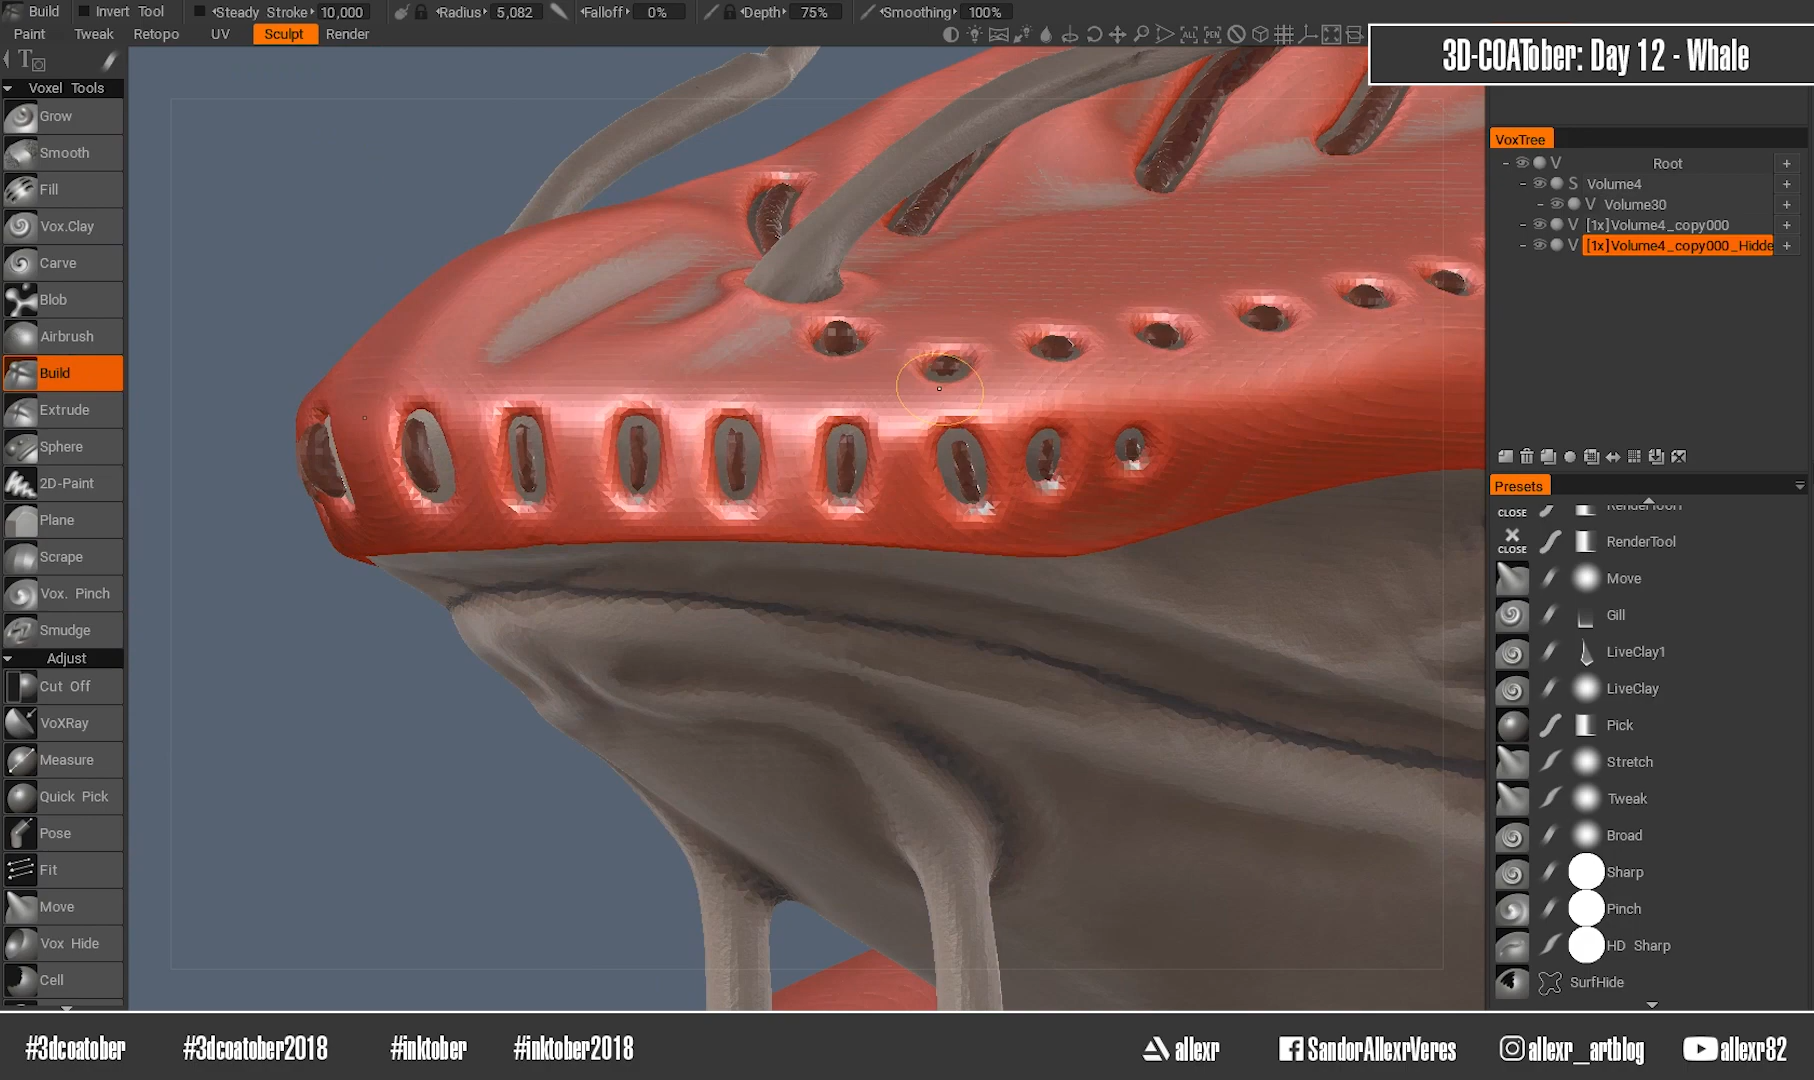 Build Invert Tool Steady Stroke 10,000 Radius 5,082 Falloff 0% Depth 75% Smoothing 100%
Paint Tweak Retopo UV Sculpt Render
ALL PEN
3D-COATober: Day 12 - Whale
Voxel Tools
Grow
Smooth
Fill
Vox.Clay
Carve
Blob
Airbrush
Build
Extrude
Sphere
2D-Paint
Plane
Scrape
Vox. Pinch
Smudge
Adjust
Cut Off
VoXRay
Measure
Quick Pick
Pose
Fit
Move
Vox Hide
Cell
VoxTree
- V Root +
- S Volume4 +
- V Volume30 +
- V [1x]Volume4_copy000 +
- V [1x]Volume4_copy000_Hidde +
Presets
CLOSE
CLOSE RenderTool
Move
Gill
LiveClay1
LiveClay
Pick
Stretch
Tweak
Broad
Sharp
Pinch
HD Sharp
SurfHide
#3dcoatober #3dcoatober2018 #inktober #inktober2018 allexr SandorAllexrVeres allexr_artblog allexr82